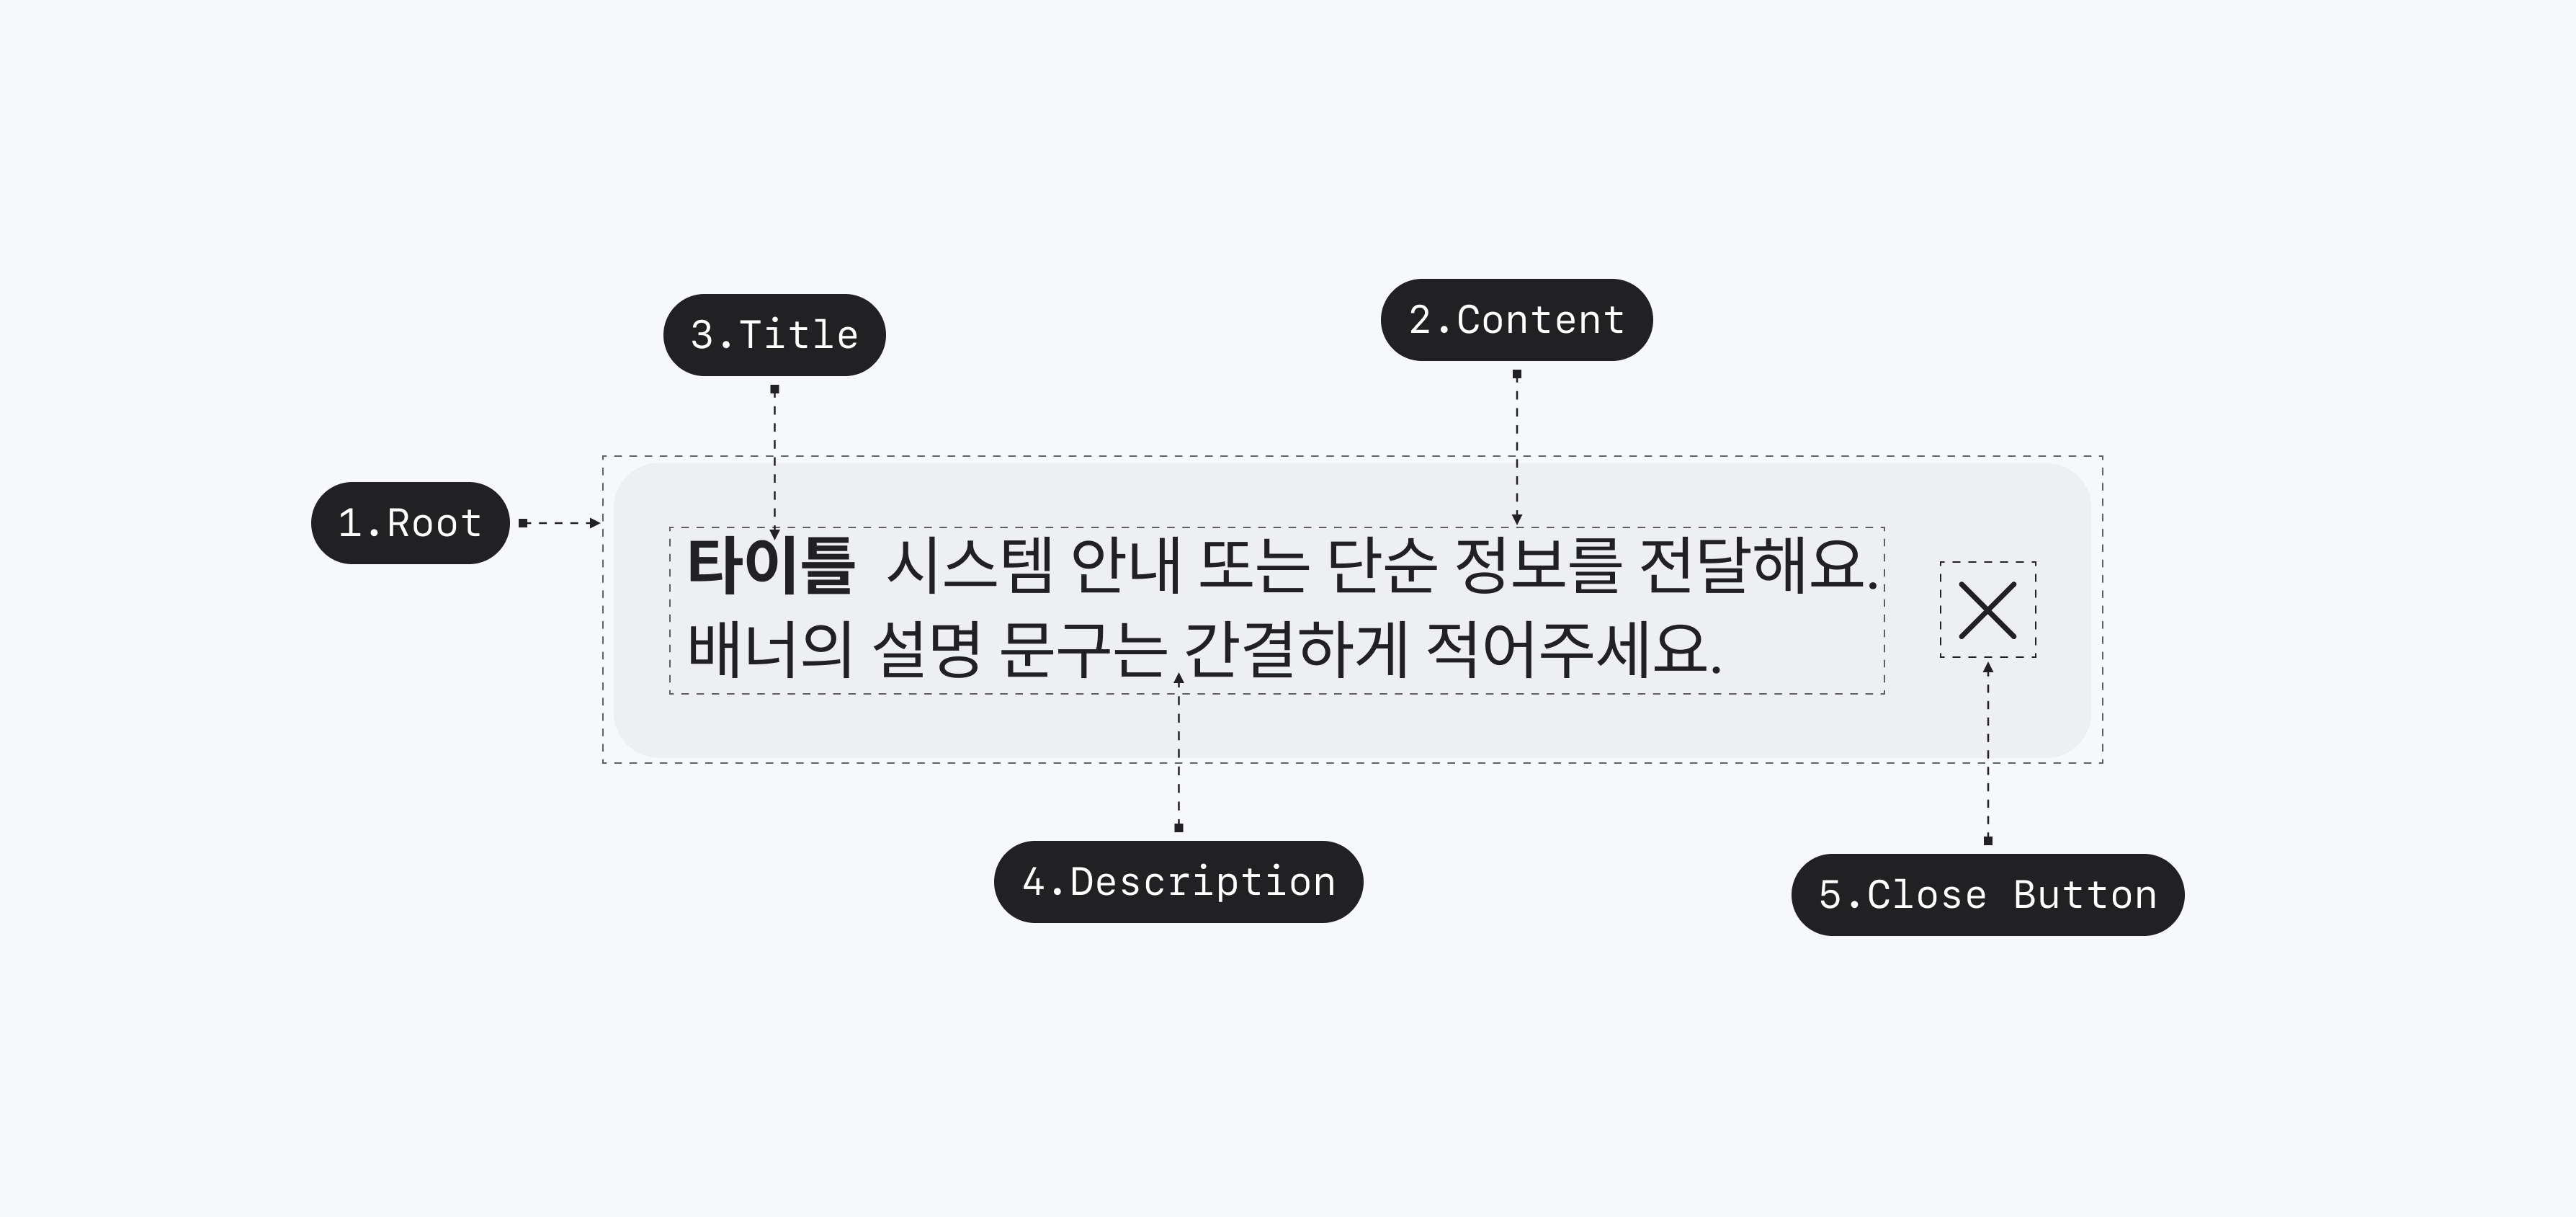 2.Content
3.Title
1.Root
타이틀 시스템 안내 또는 단순 정보를 전달해요.
배너의 설명 문구는 간결하게 적어주세요.
4.Description
5.Close Button